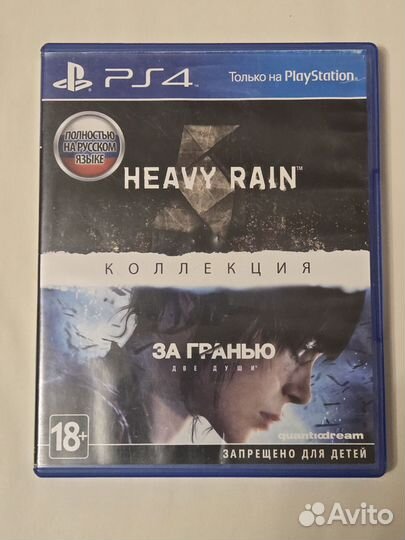 PS4
Только на PlayStation
ПОЛНОСТЬЮ
НА РУССКОМ
ЯЗЫКЕ
HEAVY RAIN™
КОЛЛЕКЦИЯ
ЗА ГРАНЬЮ
ДВЕ ДУШИ
quanticdream
18+
ЗАПРЕЩЕНО ДЛЯ ДЕТЕЙ
Avito